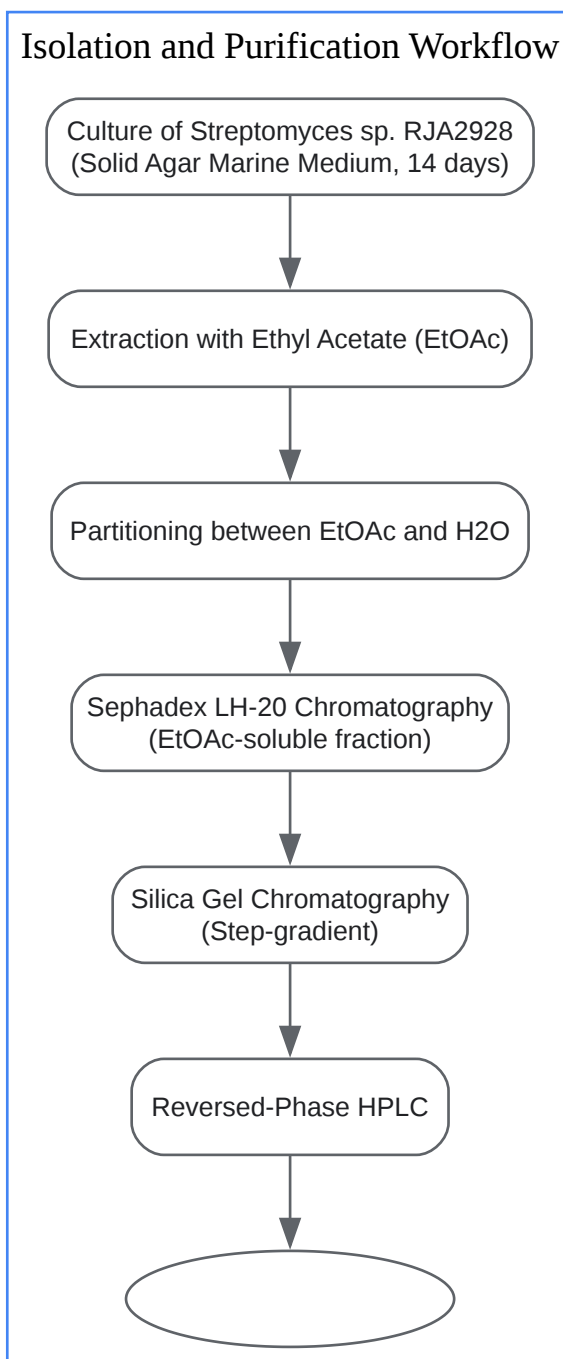 Isolation and Purification Workflow
Culture of Streptomyces sp. RJA2928
(Solid Agar Marine Medium, 14 days)
Extraction with Ethyl Acetate (EtOAc)
Partitioning between EtOAc and H2O
Sephadex LH-20 Chromatography
(EtOAc-soluble fraction)
Silica Gel Chromatography
(Step-gradient)
Reversed-Phase HPLC